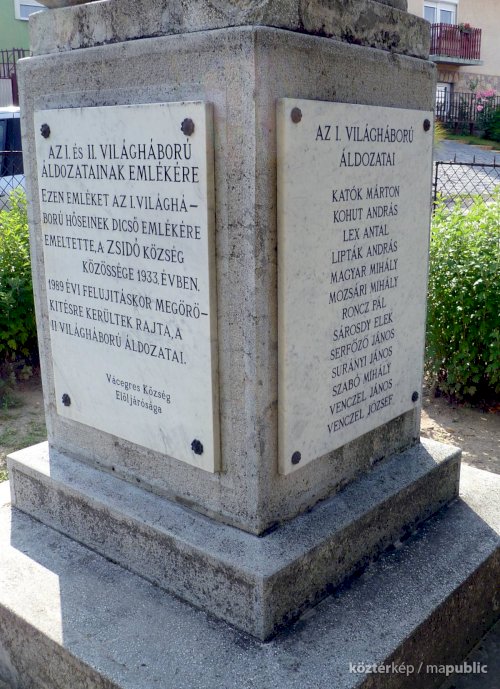 AZ I. ÉS II. VILÁGHÁBORÚ
ÁLDOZATAINAK EMLÉKÉRE
EZEN EMLÉKET AZ I. VILÁGHÁ-
BORÚ HŐSEINEK DICSŐ EMLÉKÉRE
EMELTETTE, A ZSIDÓ KÖZSÉG
KÖZÖSSÉGE 1933. ÉVBEN.
1989 ÉVI FELUJITÁSKOR MEGÖRÖ-
KITÉSRE KERÜLTEK RAJTA, A
II VILÁGHÁBORÚ ÁLDOZATAI.
Vácegres Község
Elöljárósága
AZ I. VILÁGHÁBORÚ
ÁLDOZATAI
KATÓK MÁRTON
KOHUT ANDRÁS
LEX ANTAL
LIPTÁK ANDRÁS
MAGYAR MIHÁLY
MOZSÁRI MIHÁLY
RONCZ PÁL
SÁROSDY ELEK
SERFŐZŐ JÁNOS
SURÁNYI JÁNOS
SZABÓ MIHÁLY
VENCZEL JÁNOS
VENCZEL JÓZSEF
köztérkép / mapublic